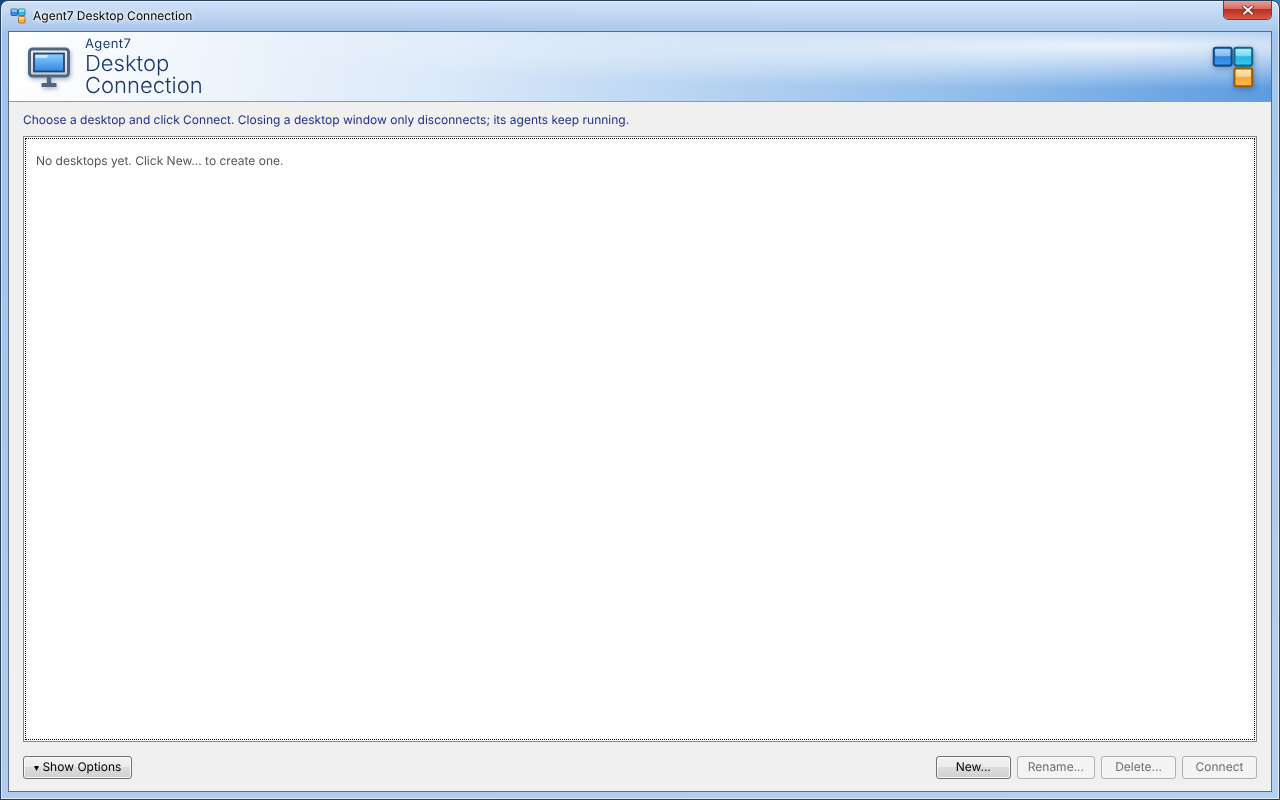 Agent7 Desktop Connection
Agent7
Desktop
Connection
Choose a desktop and click Connect. Closing a desktop window only disconnects; its agents keep running.
No desktops yet. Click New... to create one.
▾ Show Options
New...
Rename...
Delete...
Connect